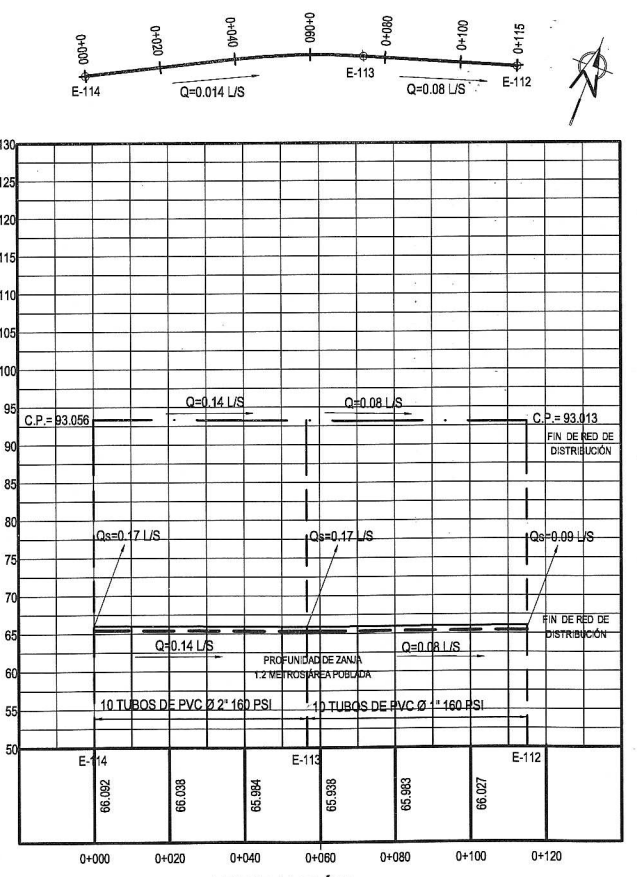 0+000
0+020
0+040
0+060
0+080
0+100
0+115
E-114
E-113
E-112
Q=0.014 L/S
Q=0.08 L/S
N
130
125
120
115
110
105
100
95
90
85
80
75
70
65
60
55
50
Q=0.14 L/S
Q=0.08 L/S
C.P.= 93.056
C.P.= 93.013
FIN DE RED DE
DISTRIBUCIÓN
Qs=0.17 L/S
Qs=0.17 L/S
Qs=0.09 L/S
FIN DE RED DE
DISTRIBUCIÓN
Q=0.14 L/S
Q=0.08 L/S
PROFUNIDAD DE ZANJA
1.2 METROS ÁREA POBLADA
10 TUBOS DE PVC Ø 2" 160 PSI
10 TUBOS DE PVC Ø 1" 160 PSI
E-114
E-113
E-112
66.092
66.038
65.984
65.938
65.983
66.027
0+000
0+020
0+040
0+060
0+080
0+100
0+120